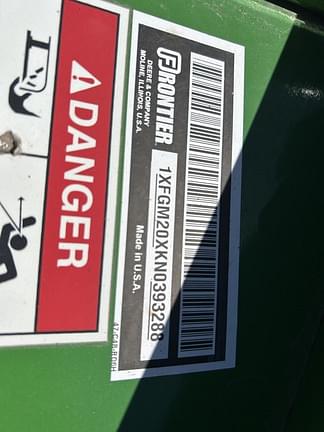 DANGER
FRONTIER
DEERE & COMPANY
MOLINE, ILLINOIS, U.S.A.
1XFGM20XKN0393288
Made in U.S.A.